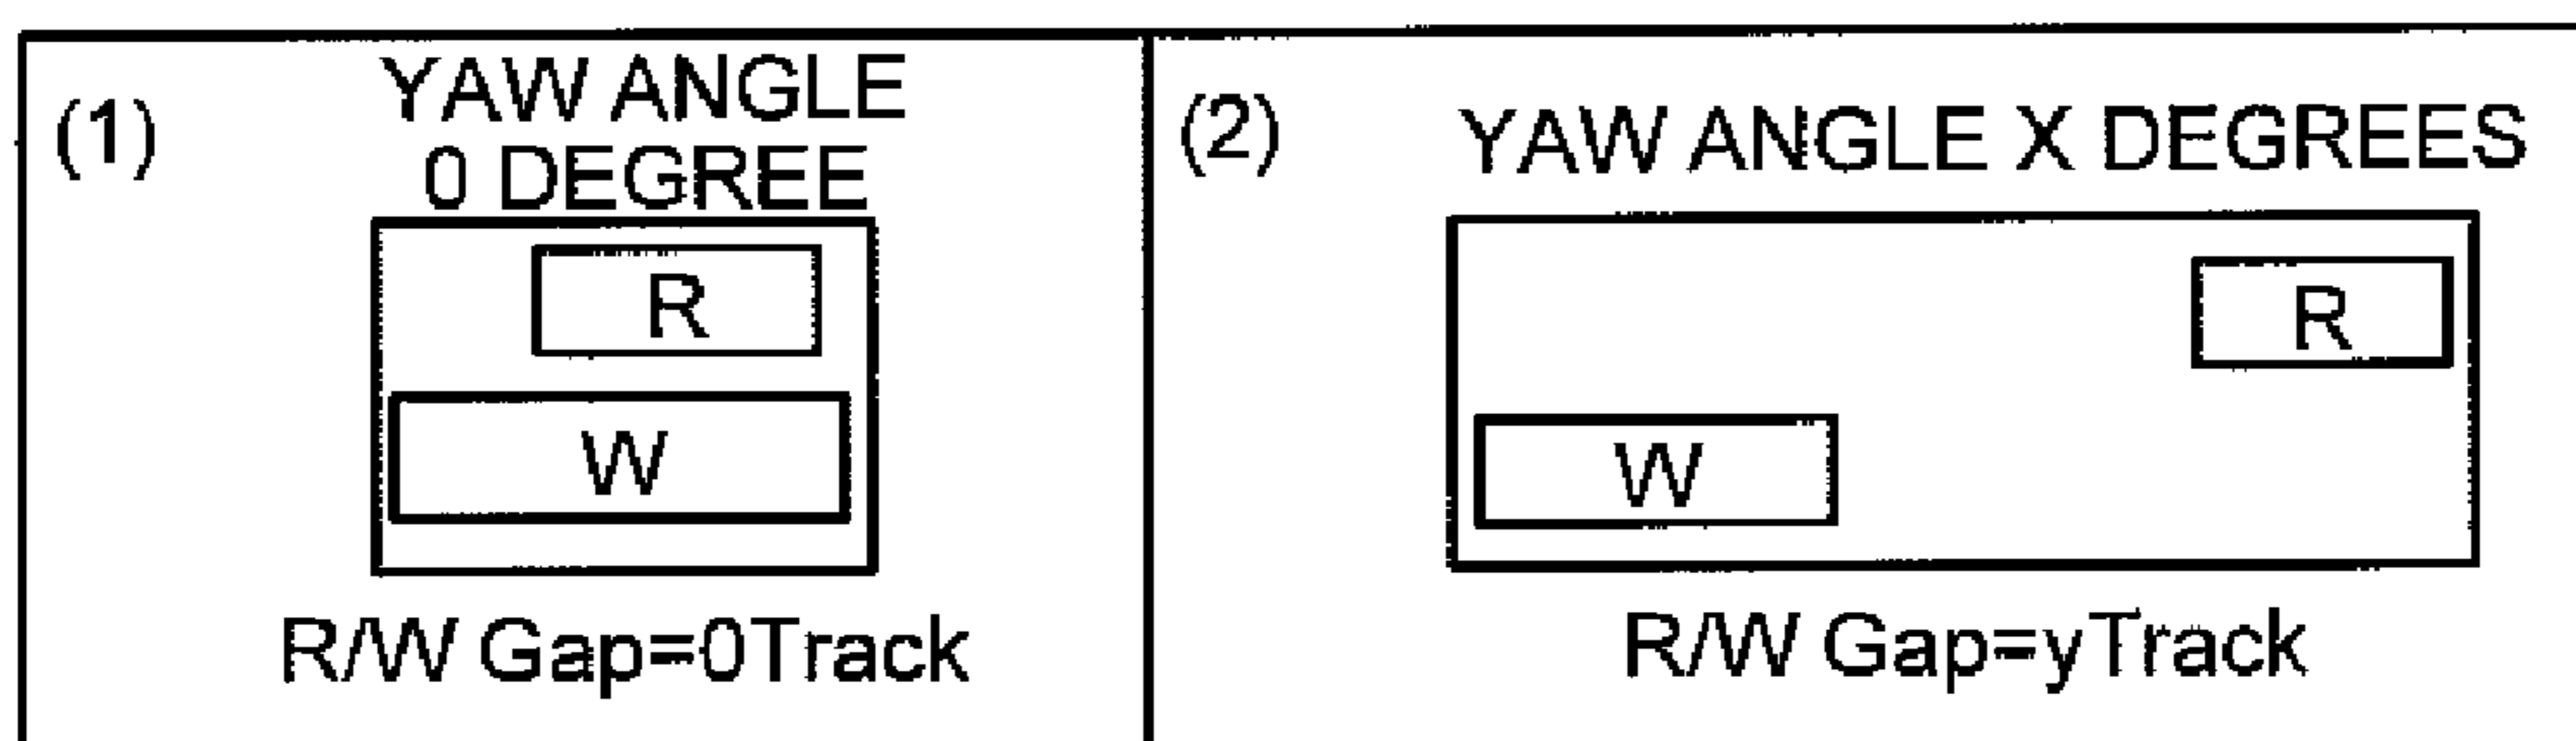 (1)
YAW ANGLE
0 DEGREE
R
W
R/W Gap=0Track
(2)
YAW ANGLE X DEGREES
R
W
R/W Gap=yTrack